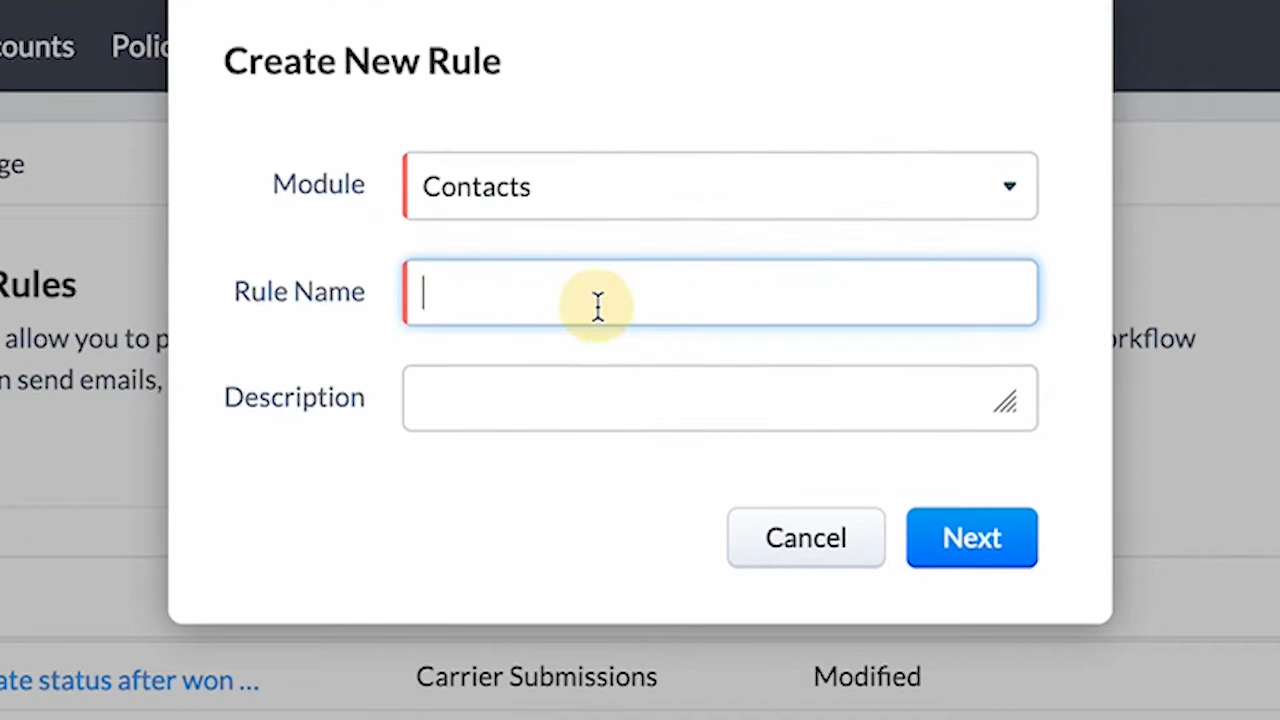 counts Polic
Create New Rule
ge
Module
Contacts
Rules
Rule Name
allow you to p
orkflow
n send emails,
Description
Cancel
Next
ate status after won ...
Carrier Submissions
Modified